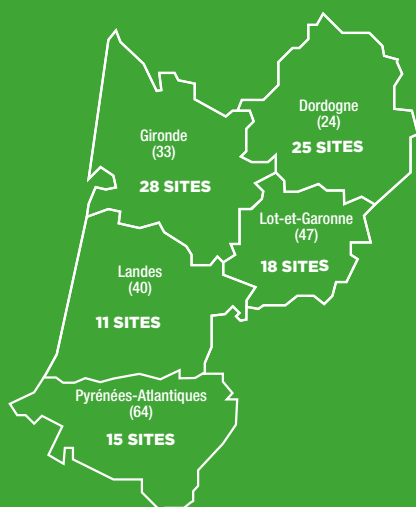 Dordogne
(24)
25 SITES
Gironde
(33)
28 SITES
Lot-et-Garonne
(47)
18 SITES
Landes
(40)
11 SITES
Pyrénées-Atlantiques
(64)
15 SITES